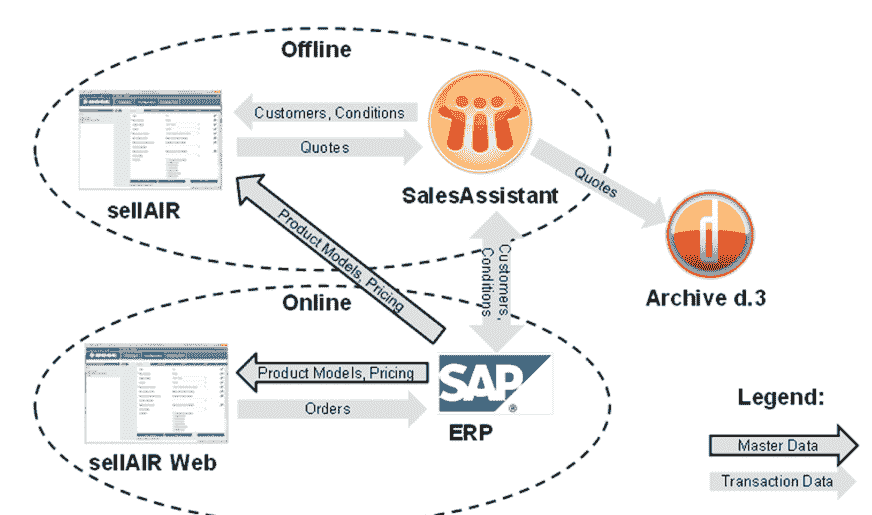 Offline
Customers, Conditions
Quotes
sellAIR
SalesAssistant
Quotes
Archive d.3
Product Models, Pricing
Customers,
Conditions
Online
Product Models, Pricing
Orders
SAP
®
ERP
sellAIR Web
Legend:
Master Data
Transaction Data